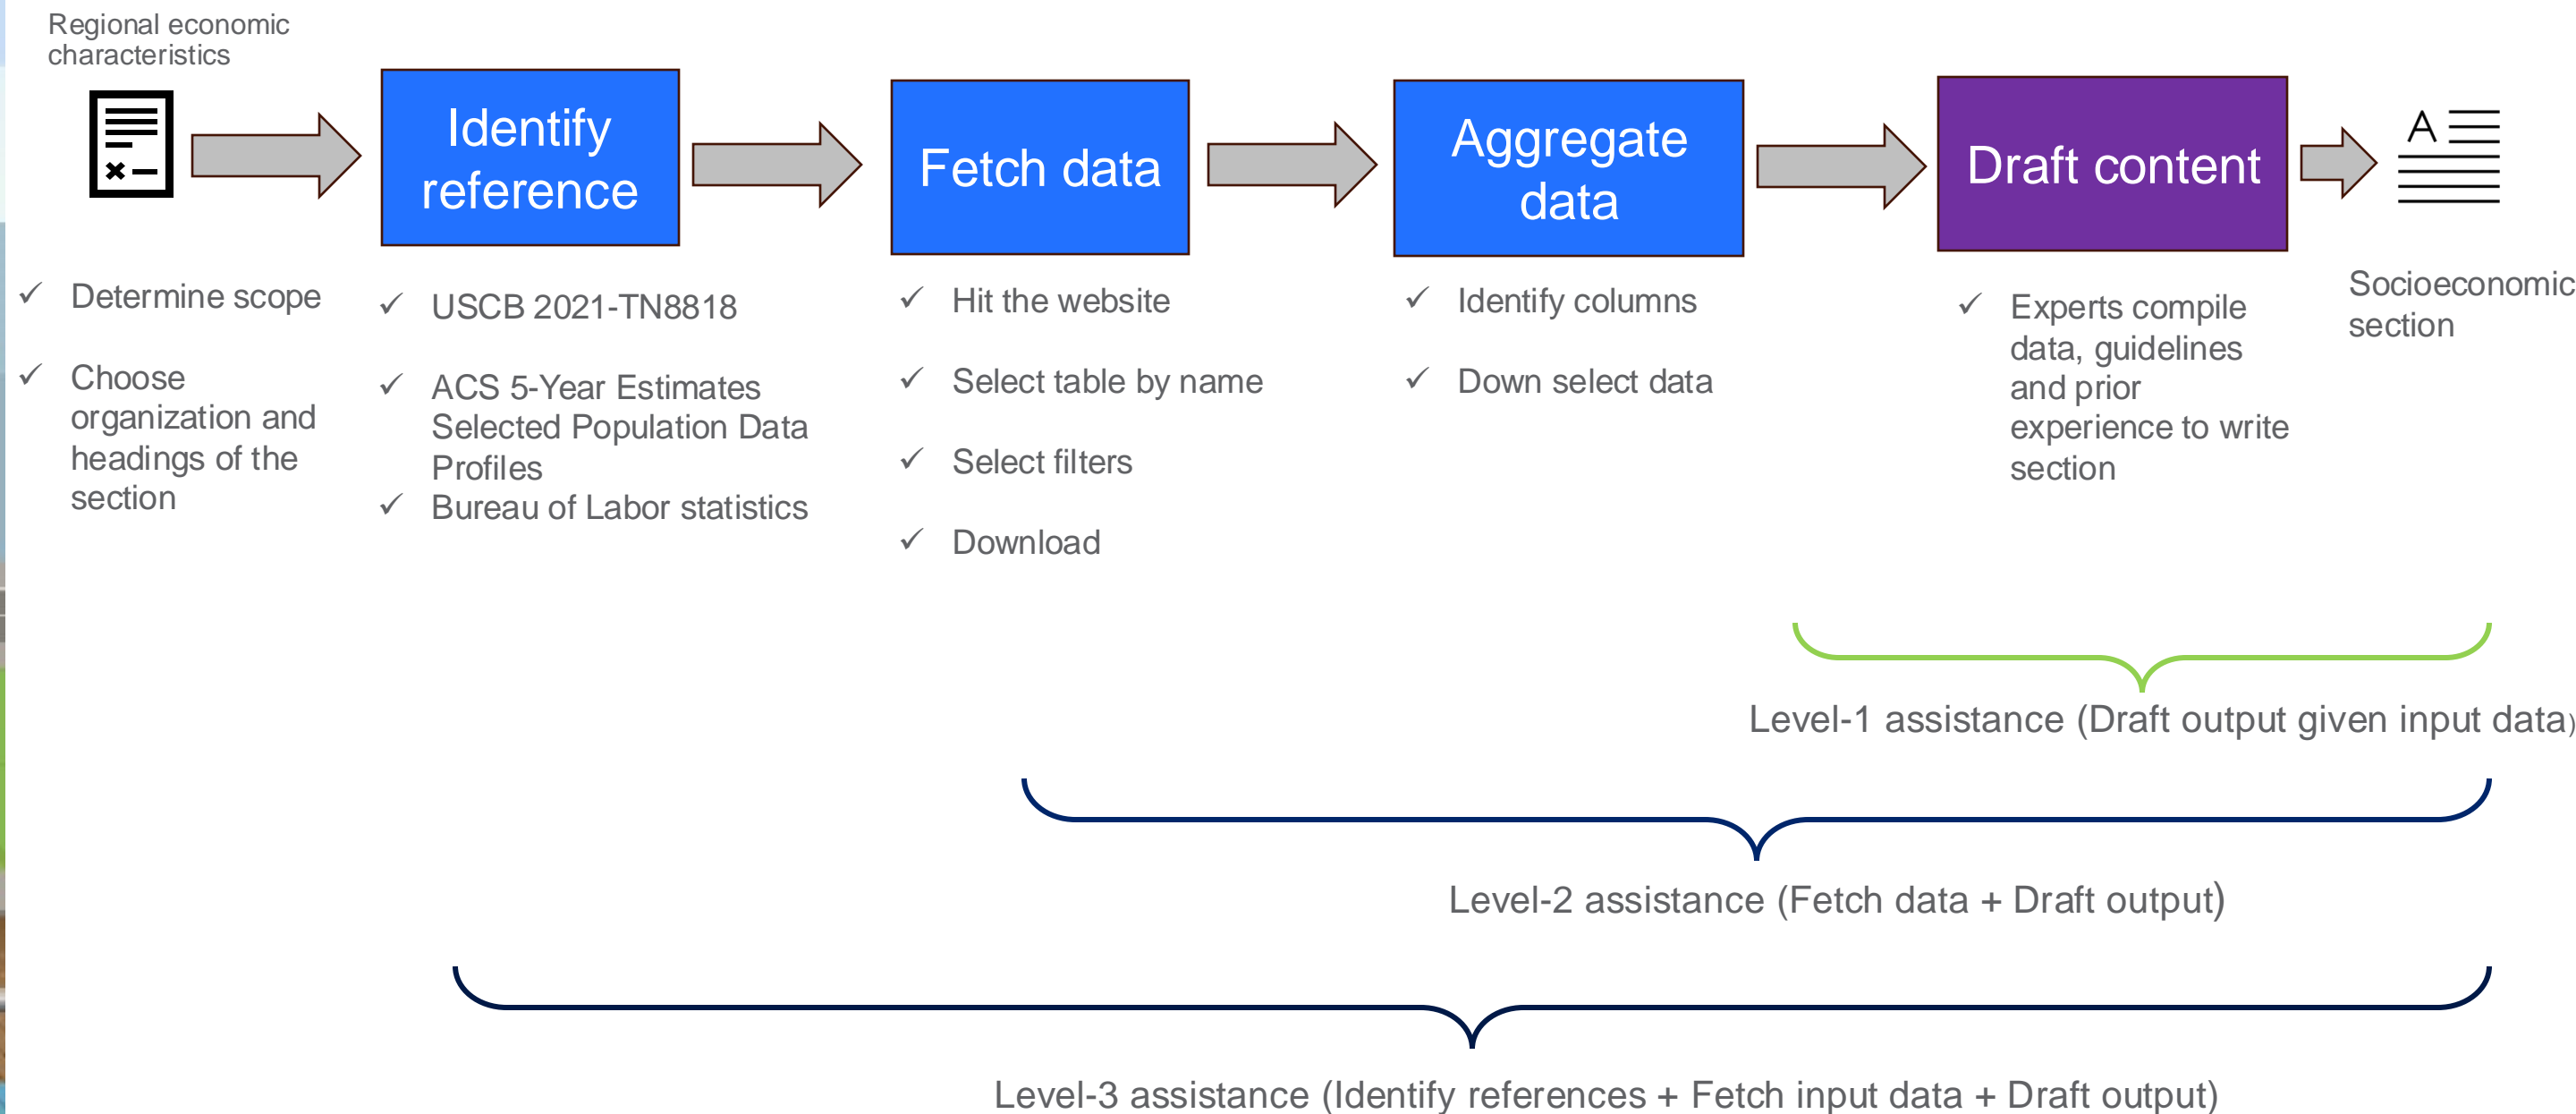 Regional economic
characteristics
Identify
reference
Fetch data
Aggregate
data
Draft content
A
✓ Determine scope
✓ Choose
organization and
headings of the
section
✓ USCB 2021-TN8818
✓ ACS 5-Year Estimates
Selected Population Data
Profiles
✓ Bureau of Labor statistics
✓ Hit the website
✓ Select table by name
✓ Select filters
✓ Download
✓ Identify columns
✓ Down select data
✓ Experts compile
data, guidelines
and prior
experience to write
section
Socioeconomic
section
Level-1 assistance (Draft output given input data)
Level-2 assistance (Fetch data + Draft output)
Level-3 assistance (Identify references + Fetch input data + Draft output)